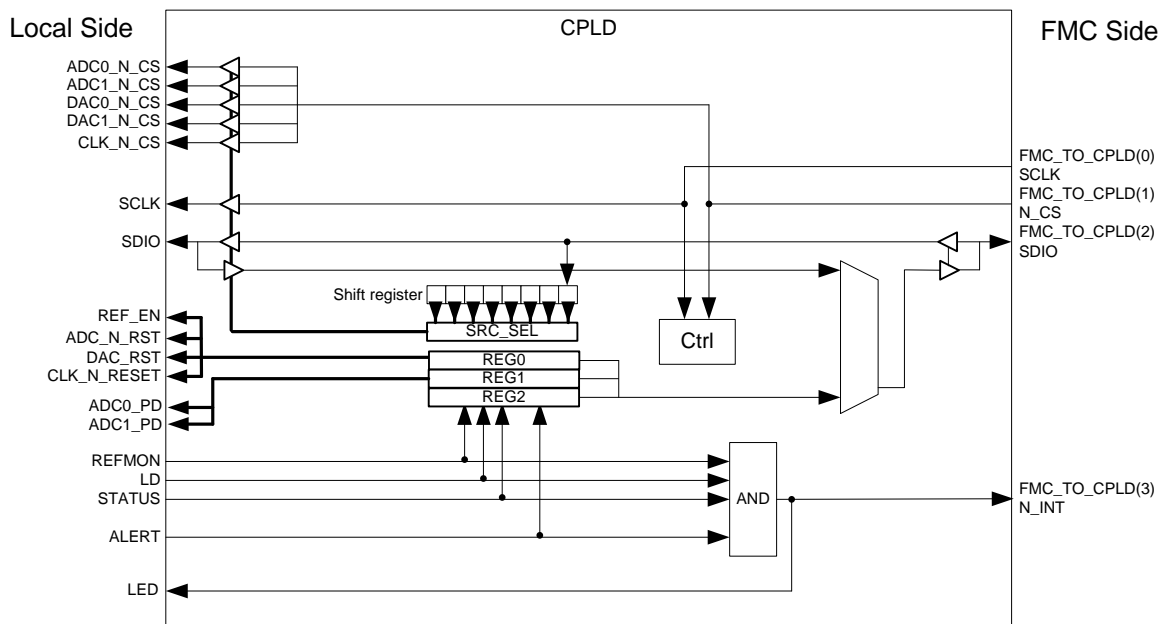 Local Side
CPLD
FMC Side
ADC0_N_CS
ADC1_N_CS
DAC0_N_CS
DAC1_N_CS
CLK_N_CS
FMC_TO_CPLD(0)
SCLK
FMC_TO_CPLD(1)
N_CS
SCLK
FMC_TO_CPLD(2)
SDIO
SDIO
Shift register
SRC_SEL
Ctrl
REF_EN
ADC_N_RST
DAC_RST
CLK_N_RESET
REG0
REG1
REG2
ADC0_PD
ADC1_PD
REFMON
LD
STATUS
ALERT
AND
FMC_TO_CPLD(3)
N_INT
LED